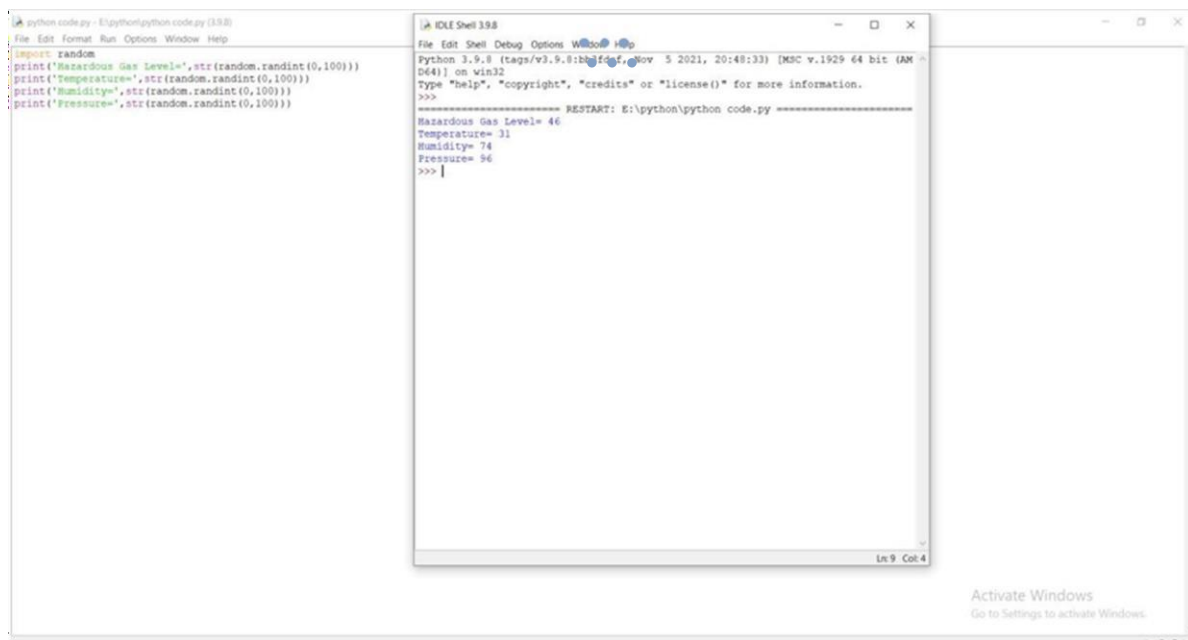 python code.py - E:\python\python code.py (3.9.8)
File Edit Format Run Options Window Help
import random
print('Hazardous Gas Level=',str(random.randint(0,100)))
print('Temperature=',str(random.randint(0,100)))
print('Humidity=',str(random.randint(0,100)))
print('Pressure=',str(random.randint(0,100)))
IDLE Shell 3.9.8
File Edit Shell Debug Options Window Help
Python 3.9.8 (tags/v3.9.8: Nov 5 2021, 20:48:33) [MSC v.1929 64 bit (AM
D64)] on win32
Type "help", "copyright", "credits" or "license()" for more information.
>>>
====================== RESTART: E:\python\python code.py =====================
Hazardous Gas Level= 46
Temperature= 31
Humidity= 74
Pressure= 96
>>>
Ln: 9 Col: 4
Activate Windows
Go to Settings to activate Windows.